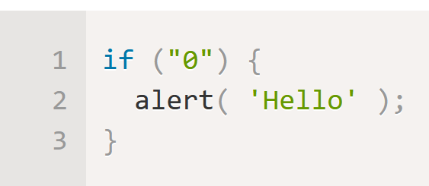 1 if ("0") {
2   alert( 'Hello' );
3 }